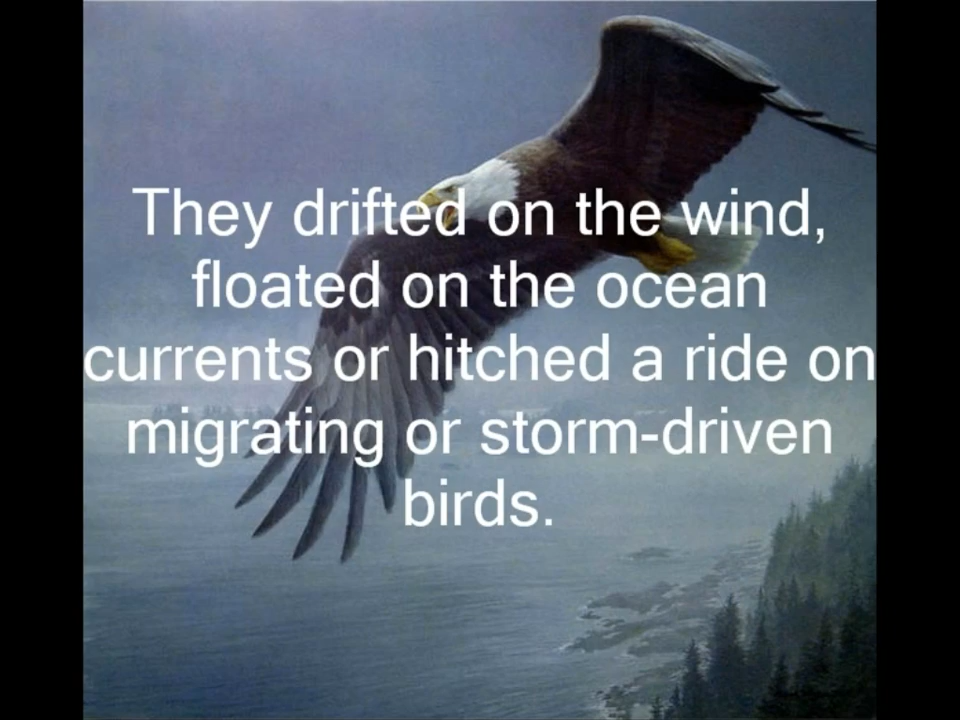 They drifted on the wind,
floated on the ocean
currents or hitched a ride on
migrating or storm-driven
birds.